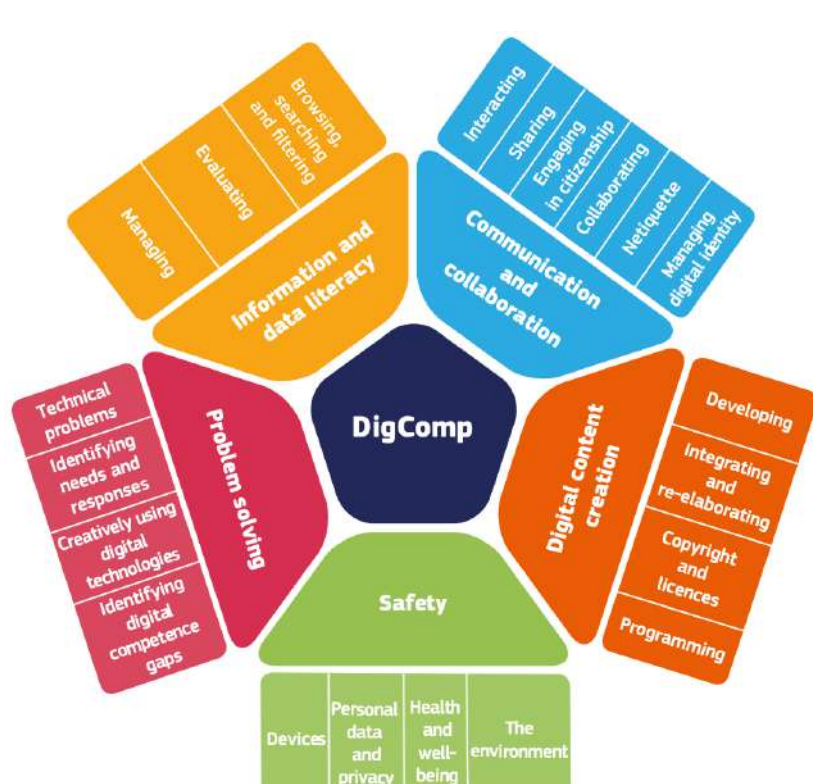 Browsing,
searching
and filtering
Evaluating
Managing
Information and
data literacy
Interacting
Sharing
Engaging
in citizenship
Collaborating
Netiquette
Managing
digital identity
Communication
and
collaboration
DigComp
Technical
problems
Identifying
needs and
responses
Creatively using
digital
technologies
Identifying
digital
competence
gaps
Problem solving
Developing
Integrating
and
re-elaborating
Copyright
and
licences
Programming
Digital content
creation
Safety
Devices
Personal
data
and
privacy
Health
and
well-
being
The
environment